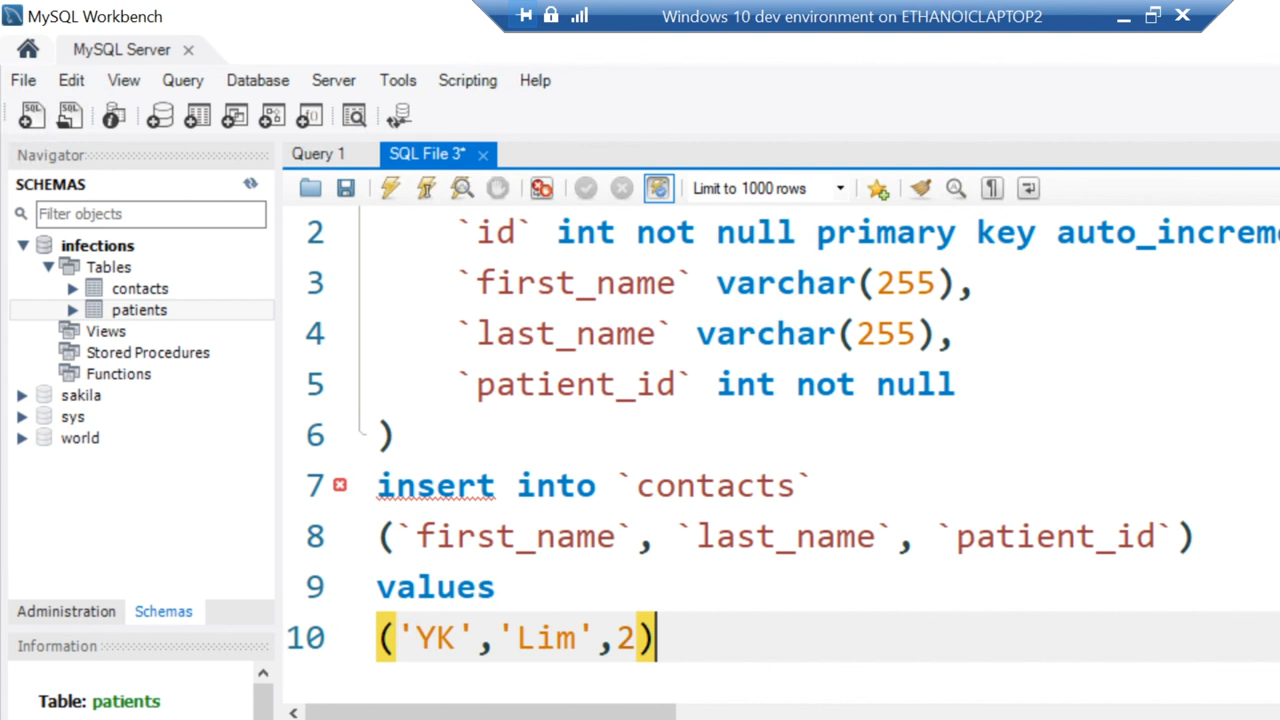 MySQL Workbench
Windows 10 dev environment on ETHANOICLAPTOP2
MySQL Server
File Edit View Query Database Server Tools Scripting Help
Navigator
SCHEMAS
Filter objects
infections
Tables
contacts
patients
Views
Stored Procedures
Functions
sakila
sys
world
Administration Schemas
Information
Table: patients
Query 1 SQL File 3*
Limit to 1000 rows
2 `id` int not null primary key auto_increme
3 `first_name` varchar(255),
4 `last_name` varchar(255),
5 `patient_id` int not null
6 )
7 insert into `contacts`
8 (`first_name`, `last_name`, `patient_id`)
9 values
10 ('YK','Lim',2)